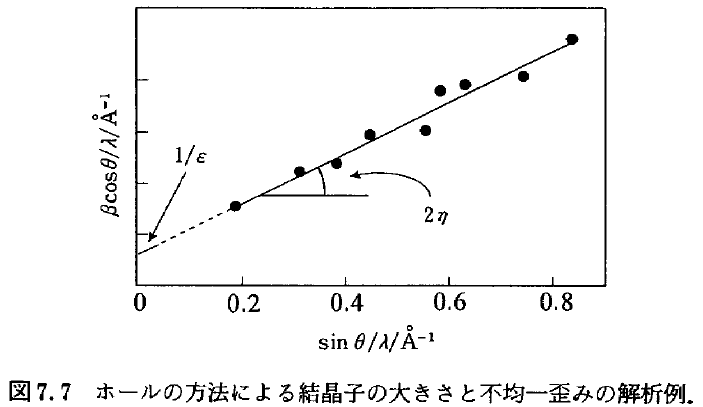 βcosθ/λ/Å⁻¹
1/ε
2η
0 0.2 0.4 0.6 0.8
sin θ/λ/Å⁻¹
図7.7 ホールの方法による結晶子の大きさと不均一歪みの解析例.